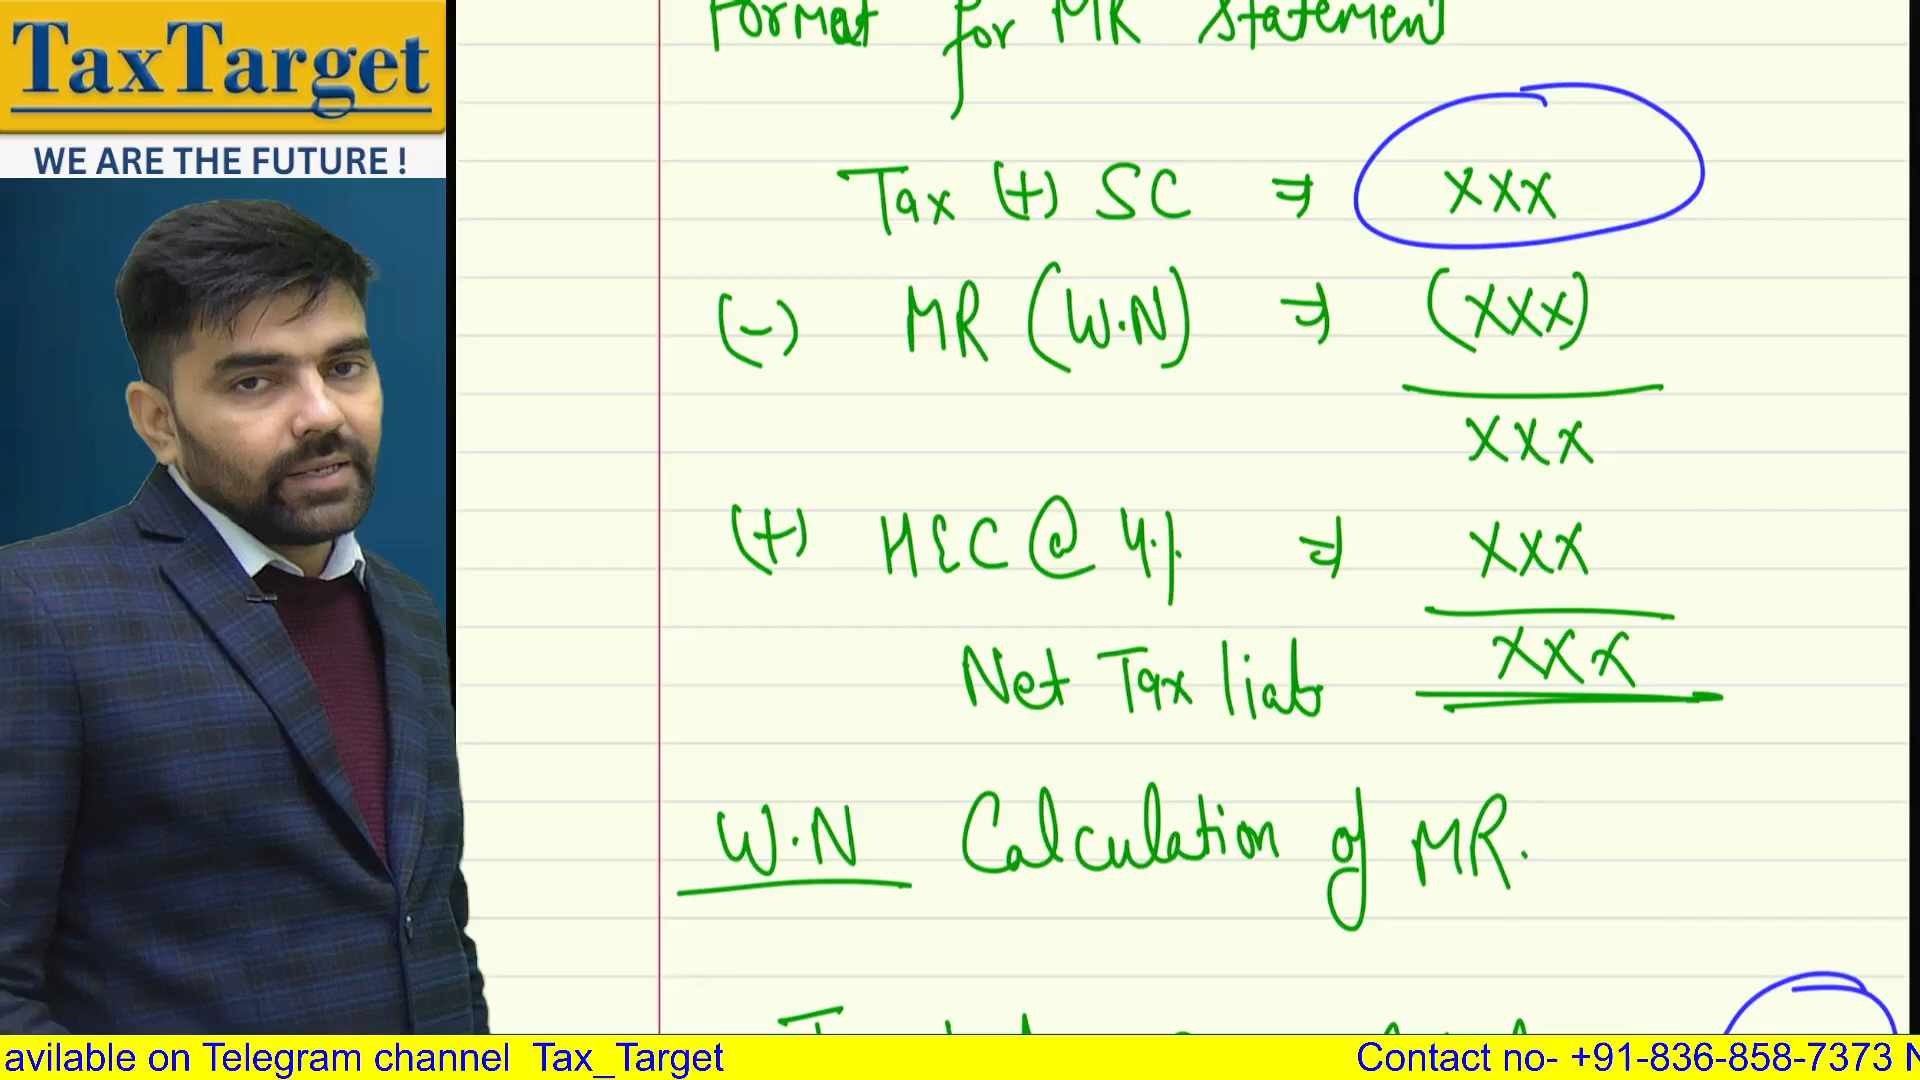 TaxTarget
WE ARE THE FUTURE !
Format for MR Statement
Tax (+) SC ⇒ XXX
(-) MR (W.N) ⇒ (XXX)
XXX
(+) HEC @ 4% ⇒ XXX
Net Tax liab XXX
W.N Calculation of MR.
avilable on Telegram channel Tax_Target
Contact no- +91-836-858-7373 N